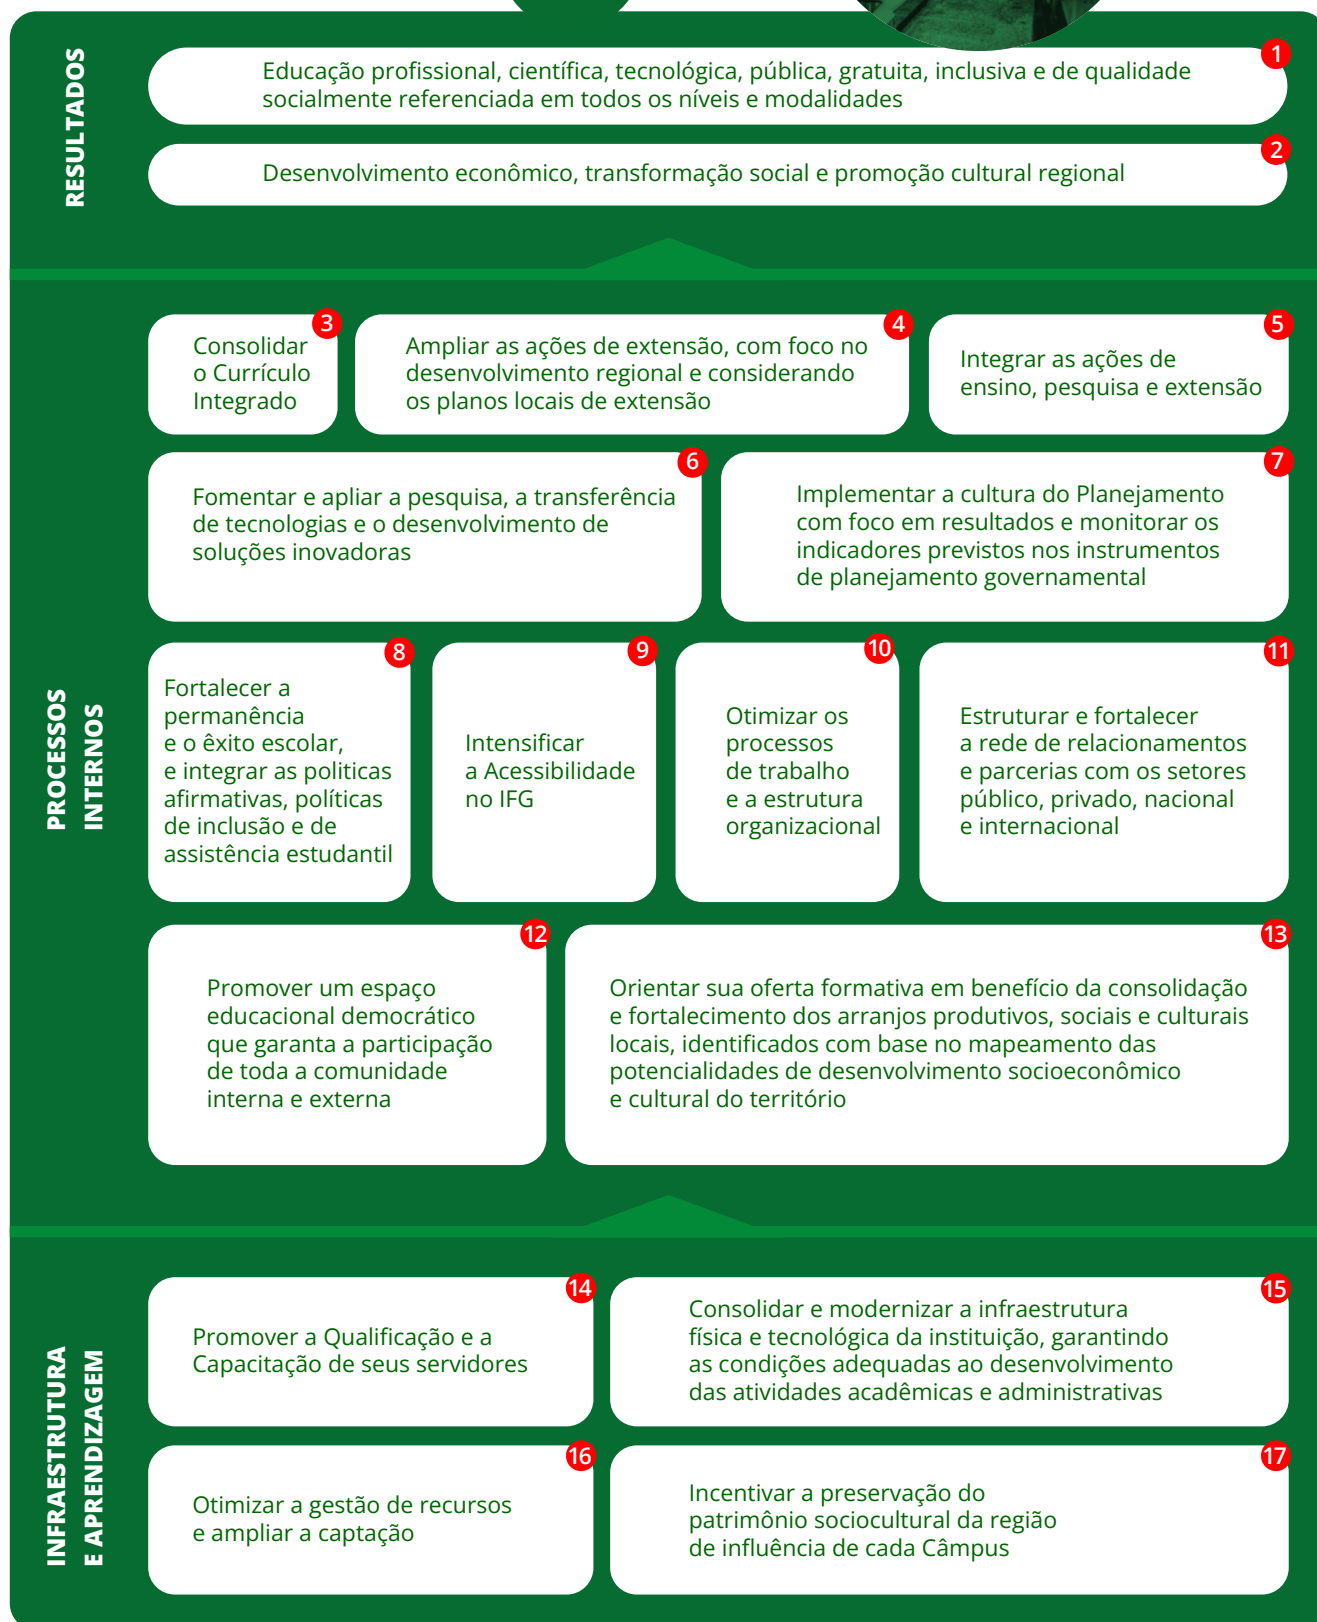 RESULTADOS
1
Educação profissional, científica, tecnológica, pública, gratuita, inclusiva e de qualidade
socialmente referenciada em todos os níveis e modalidades
2
Desenvolvimento econômico, transformação social e promoção cultural regional
PROCESSOS
INTERNOS
3
Consolidar
o Currículo
Integrado
4
Ampliar as ações de extensão, com foco no
desenvolvimento regional e considerando
os planos locais de extensão
5
Integrar as ações de
ensino, pesquisa e extensão
6
Fomentar e apliar a pesquisa, a transferência
de tecnologias e o desenvolvimento de
soluções inovadoras
7
Implementar a cultura do Planejamento
com foco em resultados e monitorar os
indicadores previstos nos instrumentos
de planejamento governamental
8
Fortalecer a
permanência
e o êxito escolar,
e integrar as politicas
afirmativas, políticas
de inclusão e de
assistência estudantil
9
Intensificar
a Acessibilidade
no IFG
10
Otimizar os
processos
de trabalho
e a estrutura
organizacional
11
Estruturar e fortalecer
a rede de relacionamentos
e parcerias com os setores
público, privado, nacional
e internacional
12
Promover um espaço
educacional democrático
que garanta a participação
de toda a comunidade
interna e externa
13
Orientar sua oferta formativa em benefício da consolidação
e fortalecimento dos arranjos produtivos, sociais e culturais
locais, identificados com base no mapeamento das
potencialidades de desenvolvimento socioeconômico
e cultural do território
INFRAESTRUTURA
E APRENDIZAGEM
14
Promover a Qualificação e a
Capacitação de seus servidores
15
Consolidar e modernizar a infraestrutura
física e tecnológica da instituição, garantindo
as condições adequadas ao desenvolvimento
das atividades acadêmicas e administrativas
16
Otimizar a gestão de recursos
e ampliar a captação
17
Incentivar a preservação do
patrimônio sociocultural da região
de influência de cada Câmpus